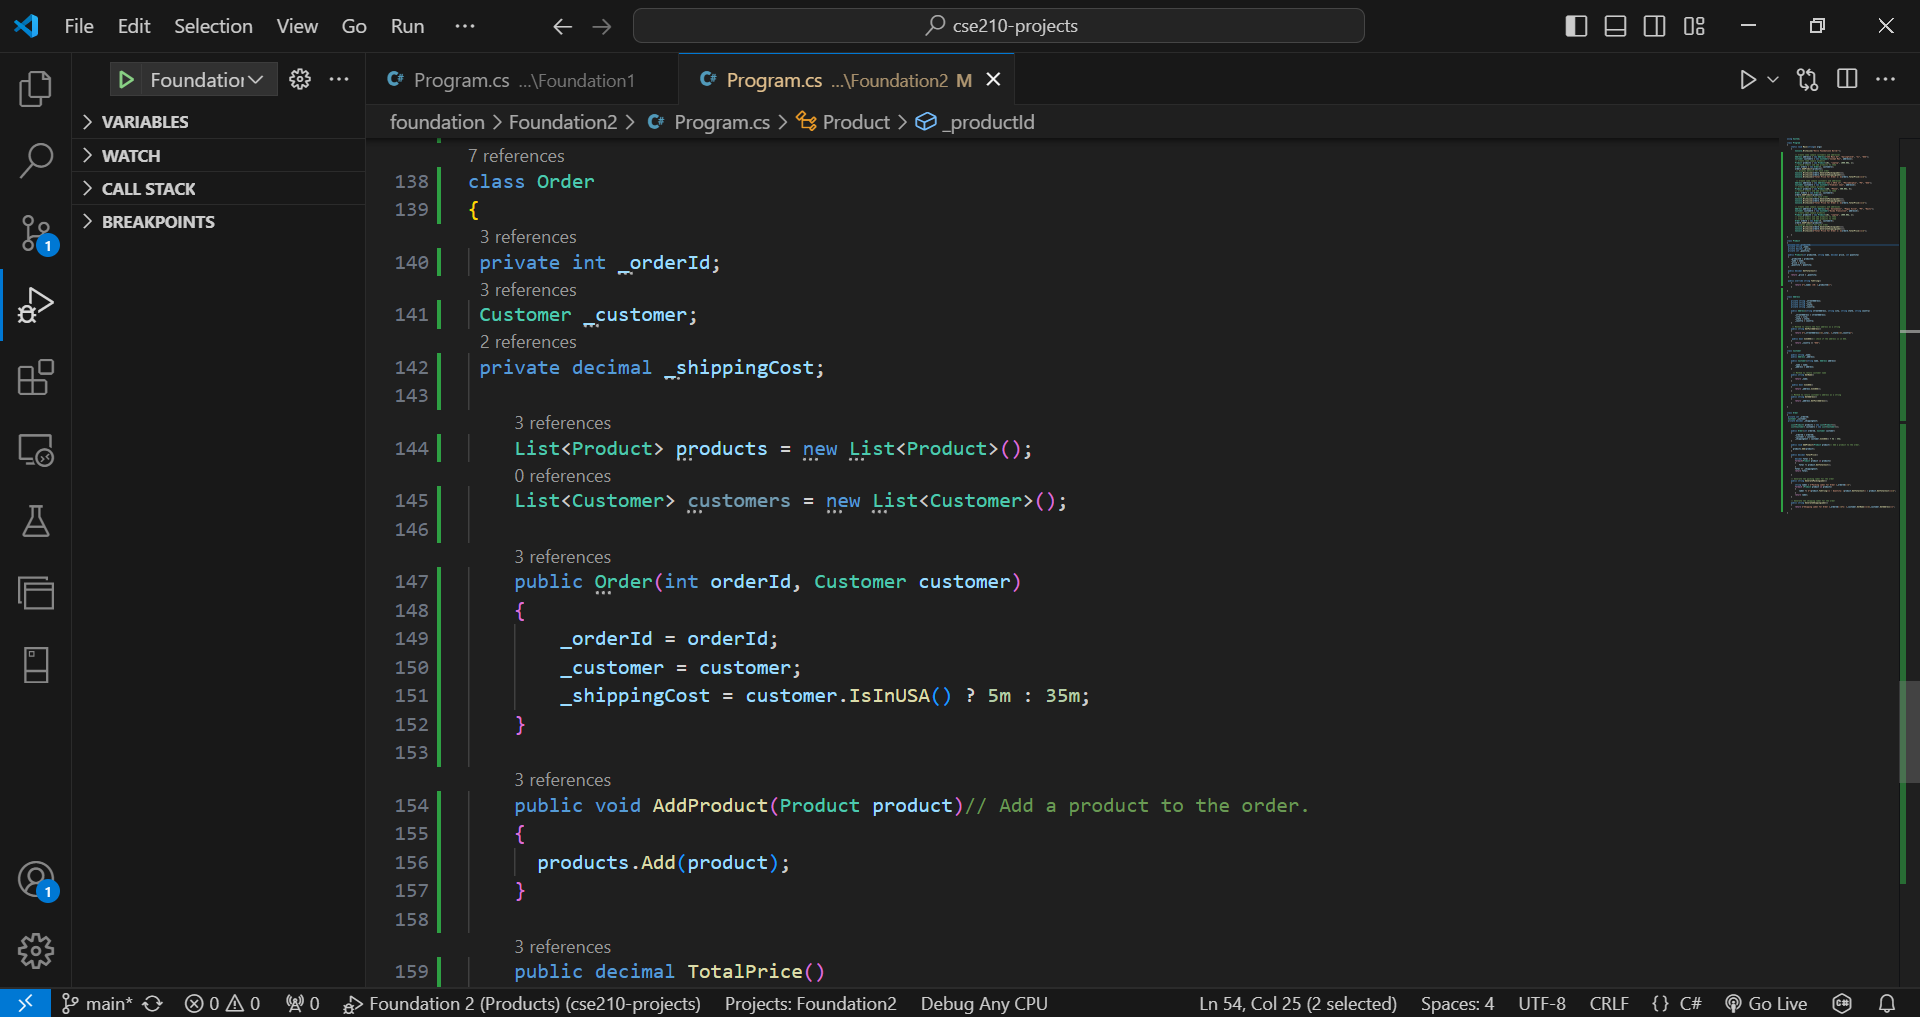 File Edit Selection View Go Run ··· cse210-projects
Foundation
Program.cs ...\Foundation1
Program.cs ...\Foundation2 M
foundation > Foundation2 > Program.cs > Product > _productId
VARIABLES
WATCH
CALL STACK
BREAKPOINTS
1
1
7 references
138 class Order
139 {
3 references
140 private int _orderId;
3 references
141 Customer _customer;
2 references
142 private decimal _shippingCost;
143
3 references
144 List<Product> products = new List<Product>();
0 references
145 List<Customer> customers = new List<Customer>();
146
3 references
147 public Order(int orderId, Customer customer)
148 {
149 _orderId = orderId;
150 _customer = customer;
151 _shippingCost = customer.IsInUSA() ? 5m : 35m;
152 }
153
3 references
154 public void AddProduct(Product product)// Add a product to the order.
155 {
156 products.Add(product);
157 }
158
3 references
159 public decimal TotalPrice()
main* 0 0 0 Foundation 2 (Products) (cse210-projects) Projects: Foundation2 Debug Any CPU Ln 54, Col 25 (2 selected) Spaces: 4 UTF-8 CRLF {} C# Go Live